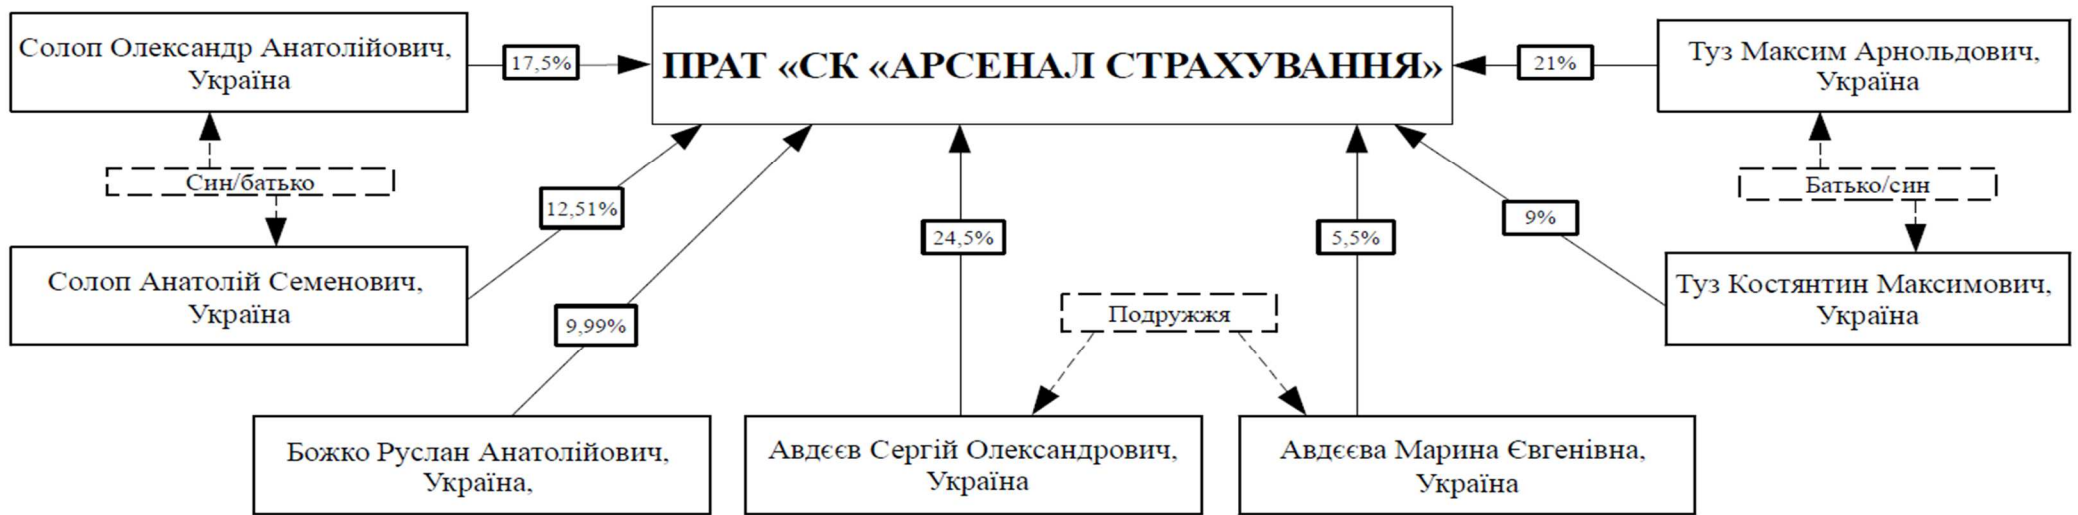 Солоп Олександр Анатолійович,
Україна
17,5%
ПРАТ «СК «АРСЕНАЛ СТРАХУВАННЯ»
21%
Туз Максим Арнольдович,
Україна
Син/батько
Батько/син
12,51%
9%
24,5%
5,5%
Солоп Анатолій Семенович,
Україна
Туз Костянтин Максимович,
Україна
9,99%
Подружжя
Божко Руслан Анатолійович,
Україна,
Авдєєв Сергій Олександрович,
Україна
Авдєєва Марина Євгенівна,
Україна